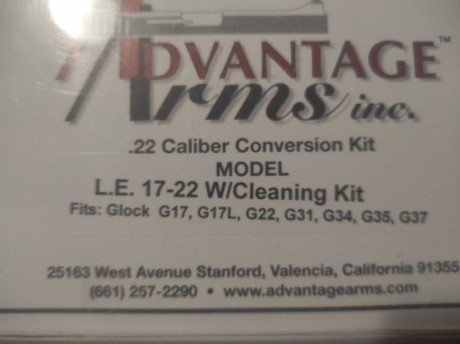 ADVANTAGE™
Arms inc.
.22 Caliber Conversion Kit
MODEL
L.E. 17-22 W/Cleaning Kit
Fits: Glock G17, G17L, G22, G31, G34, G35, G37
25163 West Avenue Stanford, Valencia, California 91355
(661) 257-2290 • www.advantagearms.com